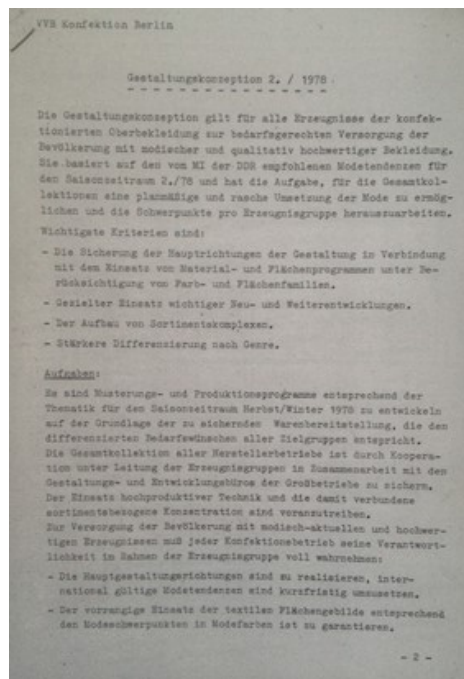 VVB Konfektion Berlin
Gestaltungskonzeption 2. / 1978
Die Gestaltungskonzeption gilt für alle Erzeugnisse der konfek-
tionierten Oberbekleidung zur bedarfsgerechten Versorgung der
Bevölkerung mit modischer und qualitativ hochwertiger Bekleidung.
Sie basiert auf den vom MI der DDR empfohlenen Modetendenzen für
den Saisonzeitraum 2./78 und hat die Aufgabe, für die Gesamtkol-
lektionen eine planmäßige und rasche Umsetzung der Mode zu ermög-
lichen und die Schwerpunkte pro Erzeugnisgruppe herauszuarbeiten.
Wichtigste Kriterien sind:
- Die Sicherung der Hauptrichtungen der Gestaltung in Verbindung
mit dem Einsatz von Material- und Flächenprogrammen unter Be-
rücksichtigung von Farb- und Flächenfamilien.
- Gezielter Einsatz wichtiger Neu- und Weiterentwicklungen.
- Der Aufbau von Sortimentskomplexen.
- Stärkere Differenzierung nach Genre.
Aufgaben:
Es sind Musterungs- und Produktionsprogramme entsprechend der
Thematik für den Saisonzeitraum Herbst/Winter 1978 zu entwickeln
auf der Grundlage der zu sichernden Warenbereitstellung, die den
differenzierten Bedarfswünschen aller Zielgruppen entspricht.
Die Gesamtkollektion aller Herstellerbetriebe ist durch Koopera-
tion unter Leitung der Erzeugnisgruppen in Zusammenarbeit mit den
Gestaltungs- und Entwicklungsbüros der Großbetriebe zu sichern.
Der Einsatz hochproduktiver Technik und die damit verbundene
sortimentsbezogene Konzentration sind voranzutreiben.
Zur Versorgung der Bevölkerung mit modisch-aktuellen und hochwer-
tigen Erzeugnissen muß jeder Konfektionsbetrieb seine Verantwort-
lichkeit im Rahmen der Erzeugnisgruppe voll wahrnehmen:
- Die Hauptgestaltungsrichtungen sind zu realisieren, inter-
national gültige Modetendenzen sind kurzfristig umzusetzen.
- Der vorrangige Einsatz der textilen Flächengebilde entsprechend
den Modeschwerpunkten in Modefarben ist zu garantieren.
- 2 -